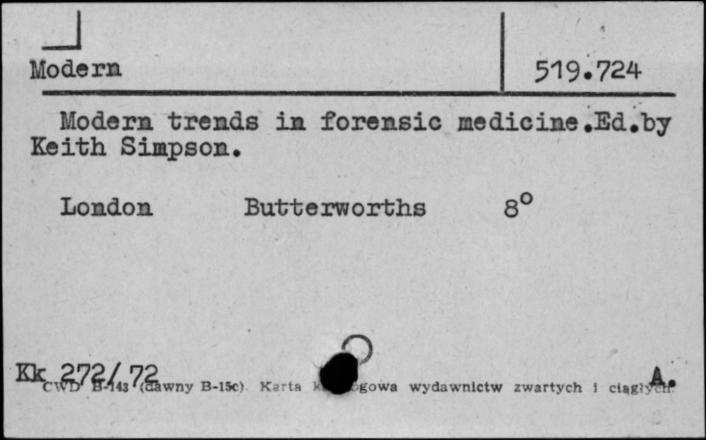 Modern 519.724
Modern trends in forensic medicine.Ed.by
Keith Simpson.
London Butterworths 8°
Kk 272/72 A.
CWD B-143 (dawny B-15c). Karta wydawnictw zwartych i ciągłych.